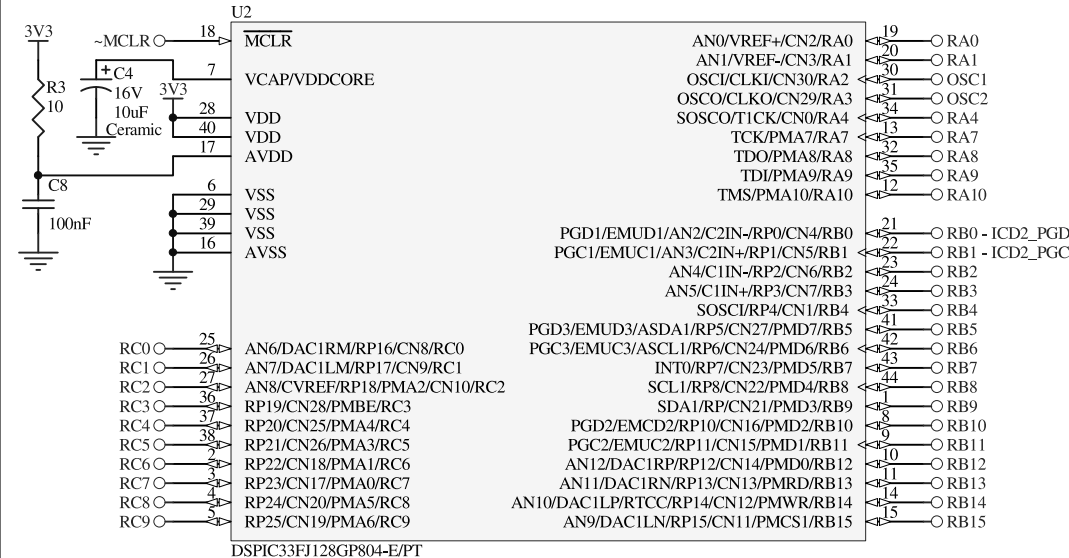 U2
3V3
~MCLR 18 MCLR
C4
16V
10uF
Ceramic
R3
10
7 VCAP/VDDCORE
3V3
28 VDD
40 VDD
17 AVDD
C8
100nF
6 VSS
29 VSS
39 VSS
16 AVSS
RC0 25 AN6/DAC1RM/RP16/CN8/RC0
RC1 26 AN7/DAC1LM/RP17/CN9/RC1
RC2 27 AN8/CVREF/RP18/PMA2/CN10/RC2
RC3 36 RP19/CN28/PMBE/RC3
RC4 37 RP20/CN25/PMA4/RC4
RC5 38 RP21/CN26/PMA3/RC5
RC6 2 RP22/CN18/PMA1/RC6
RC7 3 RP23/CN17/PMA0/RC7
RC8 4 RP24/CN20/PMA5/RC8
RC9 5 RP25/CN19/PMA6/RC9
AN0/VREF+/CN2/RA0 19 RA0
AN1/VREF-/CN3/RA1 20 RA1
OSCI/CLKI/CN30/RA2 30 OSC1
OSCO/CLKO/CN29/RA3 31 OSC2
SOSCO/T1CK/CN0/RA4 34 RA4
TCK/PMA7/RA7 13 RA7
TDO/PMA8/RA8 32 RA8
TDI/PMA9/RA9 35 RA9
TMS/PMA10/RA10 12 RA10
PGD1/EMUD1/AN2/C2IN-/RP0/CN4/RB0 21 RB0 - ICD2_PGD
PGC1/EMUC1/AN3/C2IN+/RP1/CN5/RB1 22 RB1 - ICD2_PGC
AN4/C1IN-/RP2/CN6/RB2 23 RB2
AN5/C1IN+/RP3/CN7/RB3 24 RB3
SOSCI/RP4/CN1/RB4 33 RB4
PGD3/EMUD3/ASDA1/RP5/CN27/PMD7/RB5 41 RB5
PGC3/EMUC3/ASCL1/RP6/CN24/PMD6/RB6 42 RB6
INT0/RP7/CN23/PMD5/RB7 43 RB7
SCL1/RP8/CN22/PMD4/RB8 44 RB8
SDA1/RP/CN21/PMD3/RB9 1 RB9
PGD2/EMCD2/RP10/CN16/PMD2/RB10 8 RB10
PGC2/EMUC2/RP11/CN15/PMD1/RB11 9 RB11
AN12/DAC1RP/RP12/CN14/PMD0/RB12 10 RB12
AN11/DAC1RN/RP13/CN13/PMRD/RB13 11 RB13
AN10/DAC1LP/RTCC/RP14/CN12/PMWR/RB14 14 RB14
AN9/DAC1LN/RP15/CN11/PMCS1/RB15 15 RB15
DSPIC33FJ128GP804-E/PT